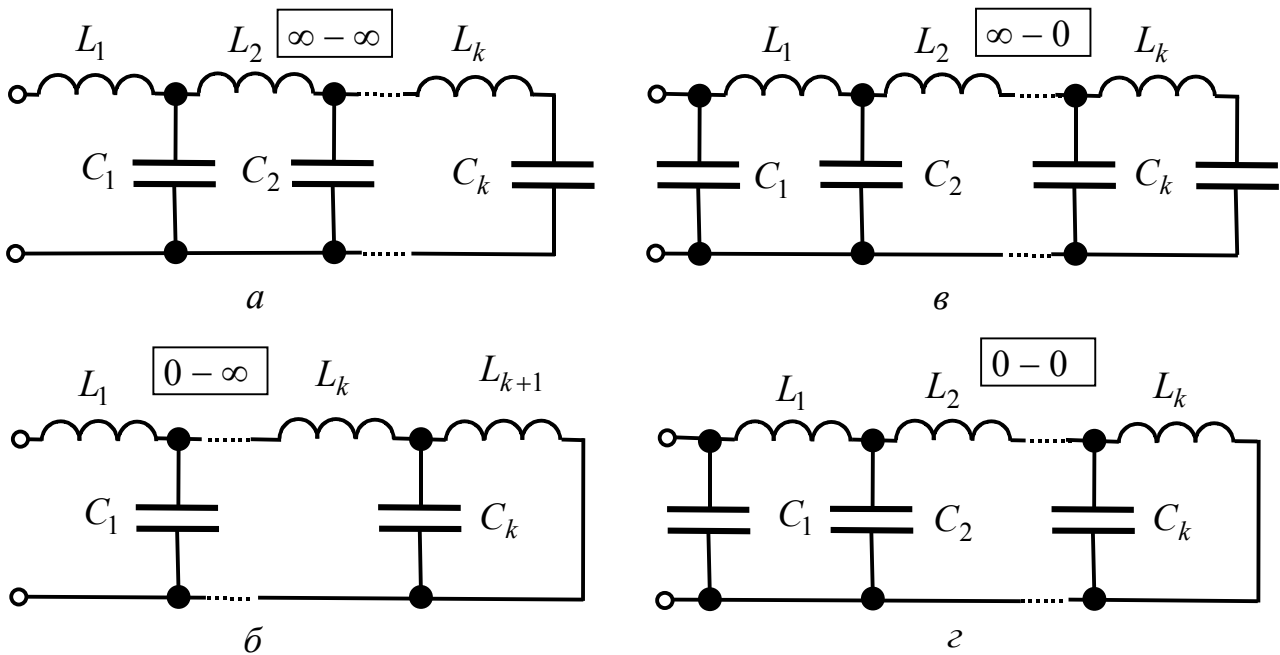 L₁ L₂ ∞ − ∞ Lₖ
C₁ C₂ Cₖ
а
L₁ L₂ ∞ − 0 Lₖ
C₁ C₂ Cₖ
в
L₁ 0 − ∞ Lₖ Lₖ₊₁
C₁ Cₖ
б
L₁ L₂ 0 − 0 Lₖ
C₁ C₂ Cₖ
г